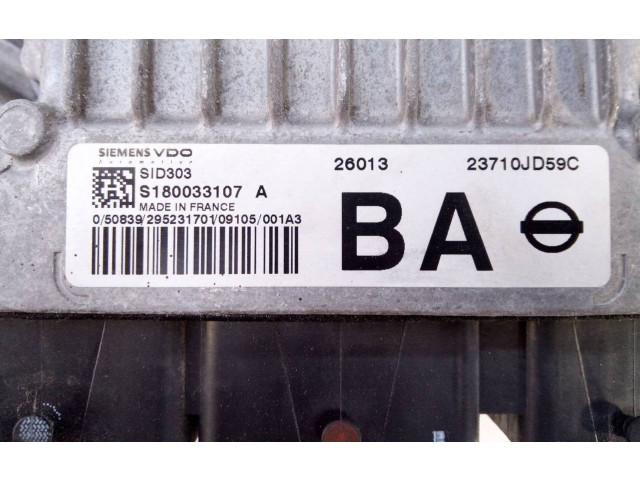 SIEMENS VDO
Automotive
SID303
S180033107 A
MADE IN FRANCE
0/50839/295231701/09105/001A3
26013 23710JD59C
BA